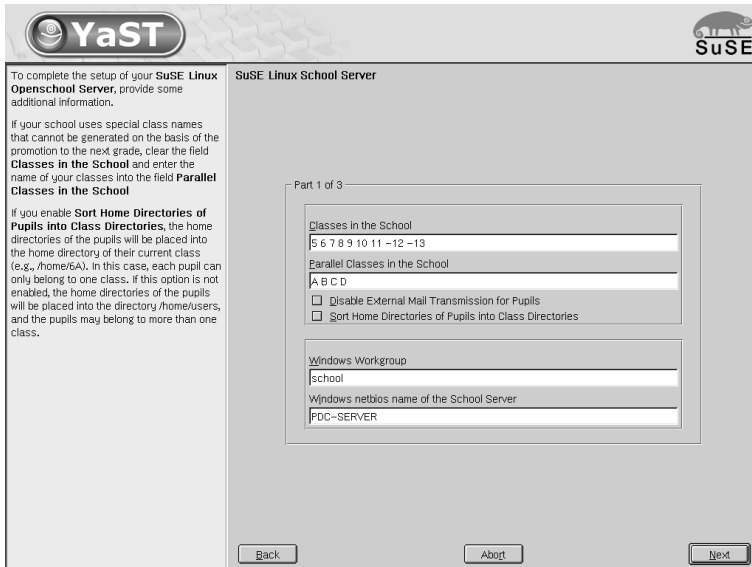 YaST
SuSE
To complete the setup of your SuSE Linux
Openschool Server, provide some
additional information.
If your school uses special class names
that cannot be generated on the basis of the
promotion to the next grade, clear the field
Classes in the School and enter the
name of your classes into the field Parallel
Classes in the School
If you enable Sort Home Directories of
Pupils into Class Directories, the home
directories of the pupils will be placed into
the home directory of their current class
(e.g., /home/6A). In this case, each pupil can
only belong to one class. If this option is not
enabled, the home directories of the pupils
will be placed into the directory /home/users,
and the pupils may belong to more than one
class.
SuSE Linux School Server
Part 1 of 3
Classes in the School
5 6 7 8 9 10 11 -12 -13
Parallel Classes in the School
A B C D
Disable External Mail Transmission for Pupils
Sort Home Directories of Pupils into Class Directories
Windows Workgroup
school
Windows netbios name of the School Server
PDC-SERVER
Back
Abort
Next